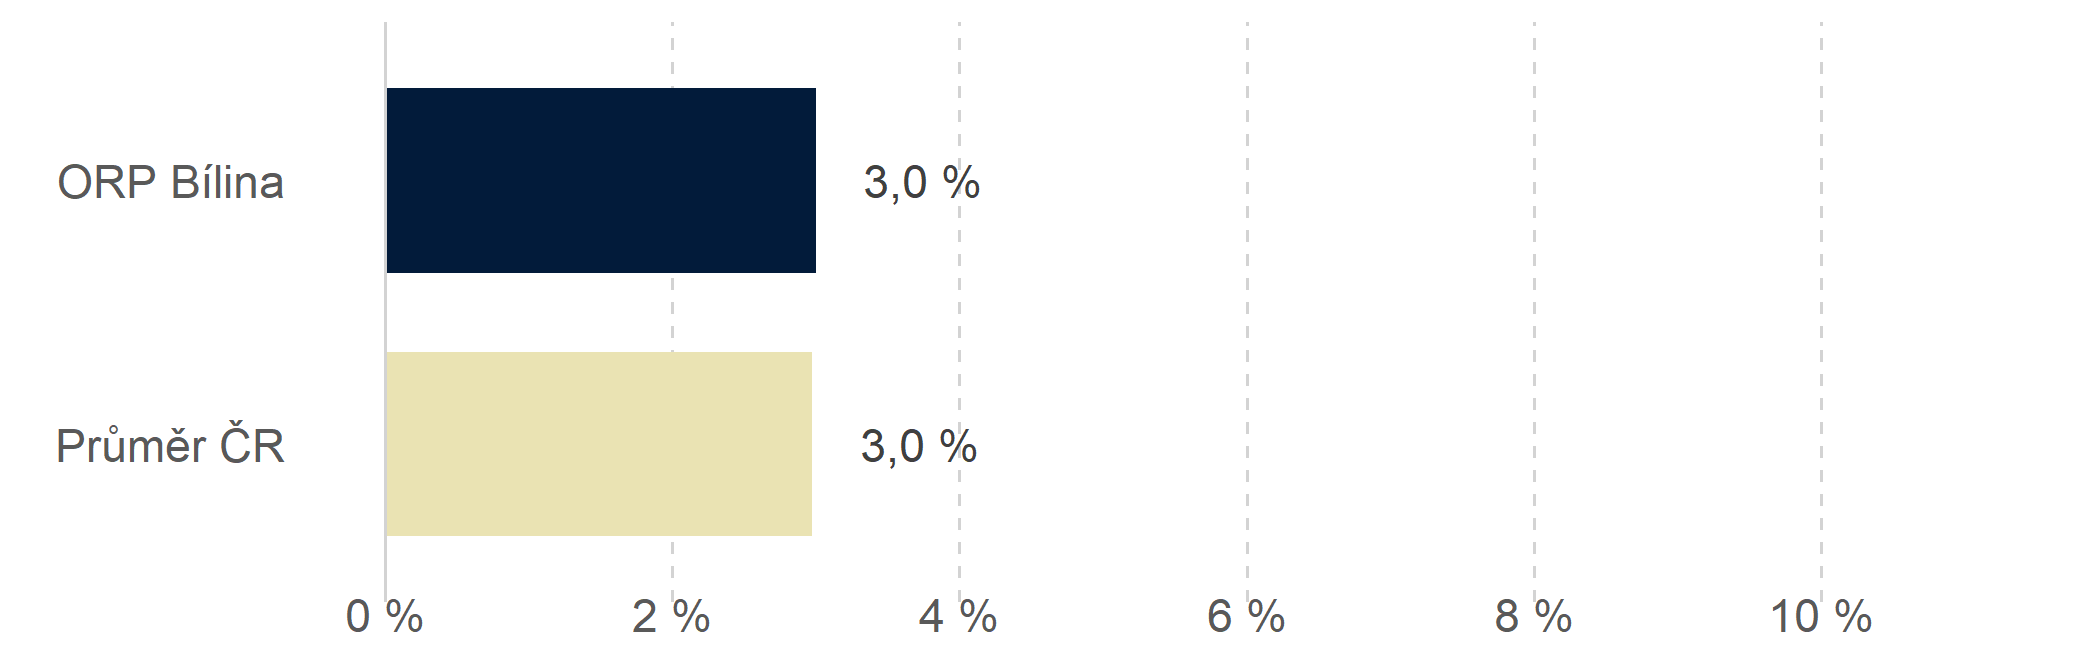 ORP Bílina
3,0 %
Průměr ČR
3,0 %
0 % 2 % 4 % 6 % 8 % 10 %